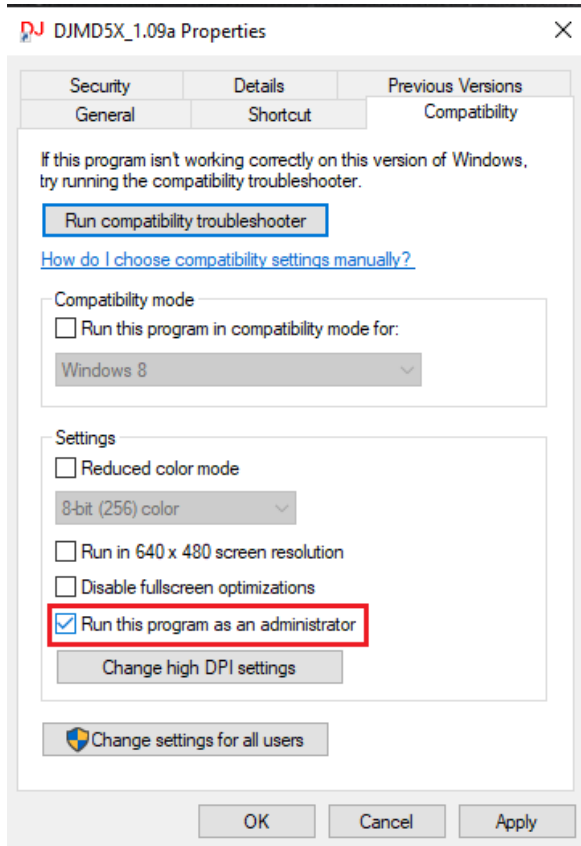 DJ DJMD5X_1.09a Properties
Security Details Previous Versions
General Shortcut Compatibility
If this program isn't working correctly on this version of Windows,
try running the compatibility troubleshooter.
Run compatibility troubleshooter
How do I choose compatibility settings manually?
Compatibility mode
Run this program in compatibility mode for:
Windows 8
Settings
Reduced color mode
8-bit (256) color
Run in 640 x 480 screen resolution
Disable fullscreen optimizations
Run this program as an administrator
Change high DPI settings
Change settings for all users
OK Cancel Apply